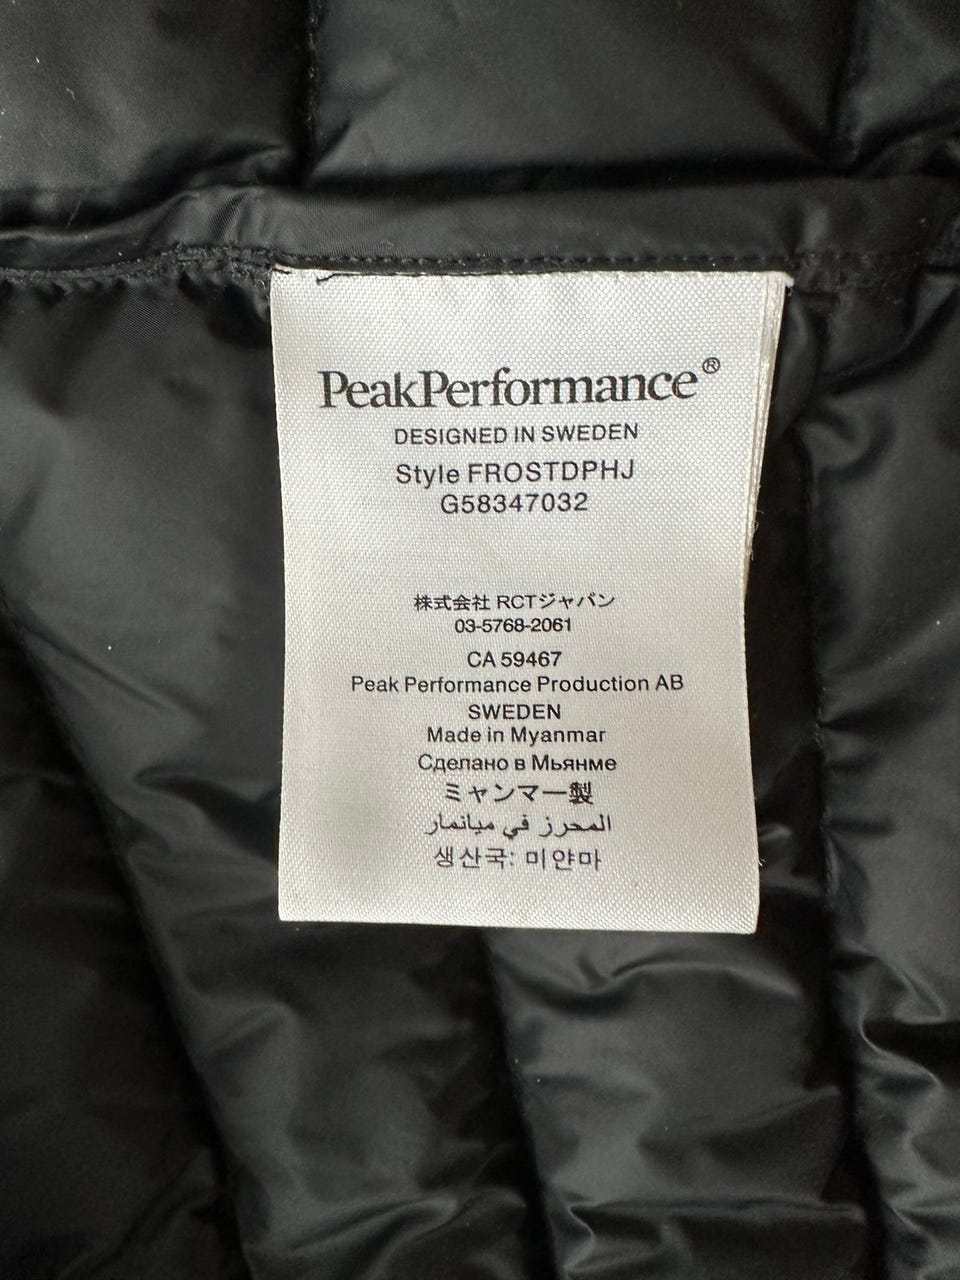 PeakPerformance®
DESIGNED IN SWEDEN
Style FROSTDPHJ
G58347032
株式会社 RCTジャパン
03-5768-2061
CA 59467
Peak Performance Production AB
SWEDEN
Made in Myanmar
Сделано в Мьянме
ミャンマー製
المحرز في ميانمار
생산국: 미얀마